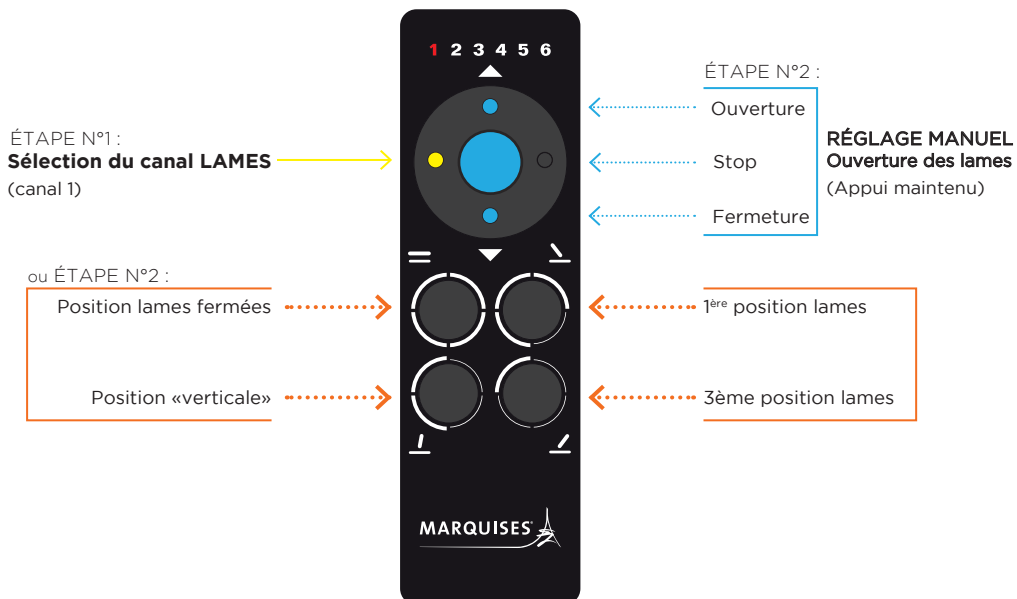 1 2 3 4 5 6
ÉTAPE N°1 :
Sélection du canal LAMES
(canal 1)
ÉTAPE N°2 :
Ouverture
Stop
Fermeture
RÉGLAGE MANUEL
Ouverture des lames
(Appui maintenu)
ou ÉTAPE N°2 :
Position lames fermées
Position «verticale»
1ère position lames
3ème position lames
MARQUISES